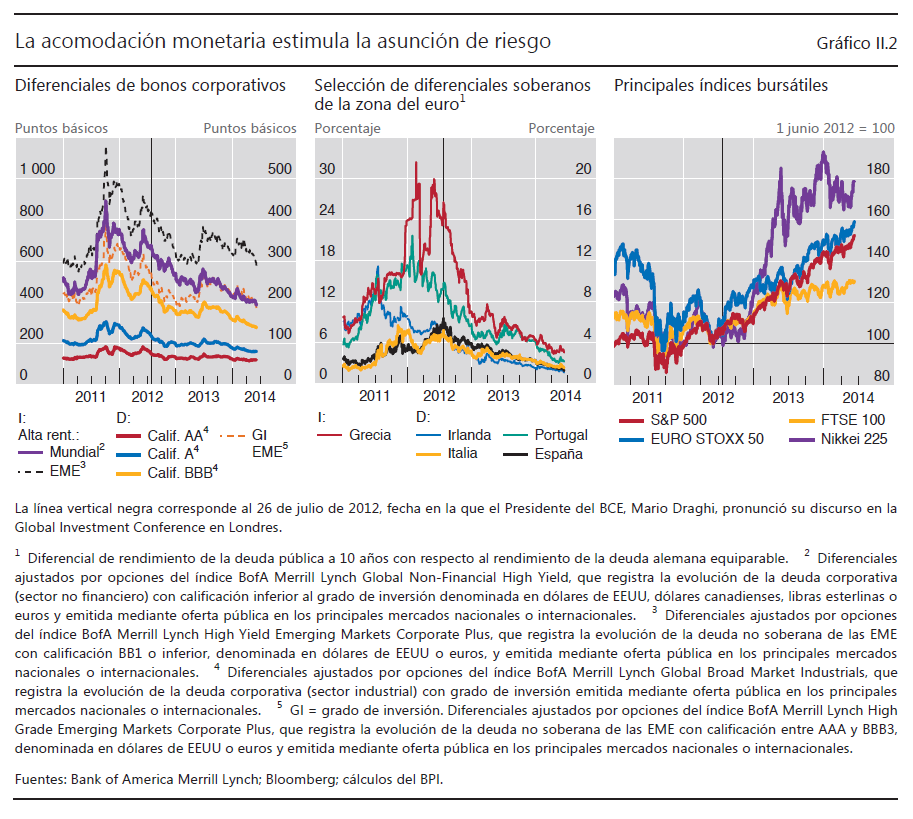 La acomodación monetaria estimula la asunción de riesgo
Gráfico II.2
Diferenciales de bonos corporativos
Puntos básicos Puntos básicos
1 000 500
800 400
600 300
400 200
200 100
0 0
2011 2012 2013 2014
I: D:
Alta rent.: Calif. AA4 GI
Mundial2 Calif. A4 EME5
EME3 Calif. BBB4
Selección de diferenciales soberanos
de la zona del euro1
Porcentaje Porcentaje
30 20
24 16
18 12
12 8
6 4
0 0
2011 2012 2013 2014
I: D:
Grecia Irlanda Portugal
Italia España
Principales índices bursátiles
1 junio 2012 = 100
180
160
140
120
100
80
2011 2012 2013 2014
S&P 500 FTSE 100
EURO STOXX 50 Nikkei 225
La línea vertical negra corresponde al 26 de julio de 2012, fecha en la que el Presidente del BCE, Mario Draghi, pronunció su discurso en la
Global Investment Conference en Londres.
1 Diferencial de rendimiento de la deuda pública a 10 años con respecto al rendimiento de la deuda alemana equiparable. 2 Diferenciales
ajustados por opciones del índice BofA Merrill Lynch Global Non-Financial High Yield, que registra la evolución de la deuda corporativa
(sector no financiero) con calificación inferior al grado de inversión denominada en dólares de EEUU, dólares canadienses, libras esterlinas o
euros y emitida mediante oferta pública en los principales mercados nacionales o internacionales. 3 Diferenciales ajustados por opciones
del índice BofA Merrill Lynch High Yield Emerging Markets Corporate Plus, que registra la evolución de la deuda no soberana de las EME
con calificación BB1 o inferior, denominada en dólares de EEUU o euros, y emitida mediante oferta pública en los principales mercados
nacionales o internacionales. 4 Diferenciales ajustados por opciones del índice BofA Merrill Lynch Global Broad Market Industrials, que
registra la evolución de la deuda corporativa (sector industrial) con grado de inversión emitida mediante oferta pública en los principales
mercados nacionales o internacionales. 5 GI = grado de inversión. Diferenciales ajustados por opciones del índice BofA Merrill Lynch High
Grade Emerging Markets Corporate Plus, que registra la evolución de la deuda no soberana de las EME con calificación entre AAA y BBB3,
denominada en dólares de EEUU o euros y emitida mediante oferta pública en los principales mercados nacionales o internacionales.
Fuentes: Bank of America Merrill Lynch; Bloomberg; cálculos del BPI.